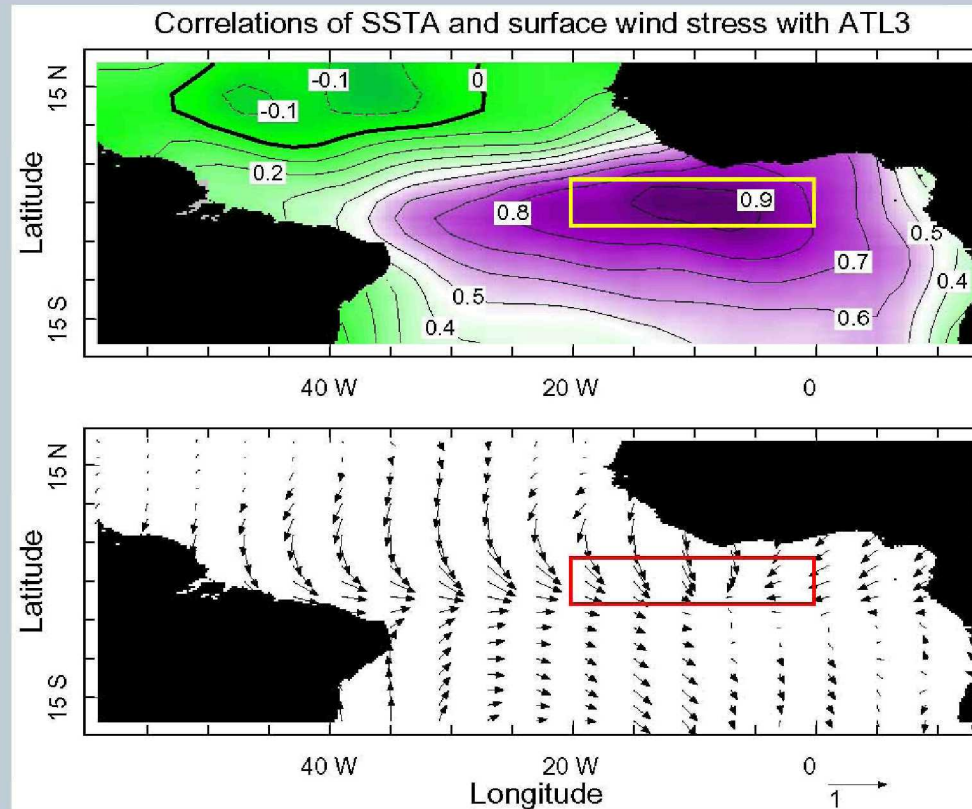 Correlations of SSTA and surface wind stress with ATL3
Latitude
15 N
15 S
-0.1
0
-0.1
0.2
0.9
0.8
0.5
0.7
0.4
0.5
0.6
0.4
40 W
20 W
0
Latitude
15 N
15 S
40 W
20 W
0
Longitude
1